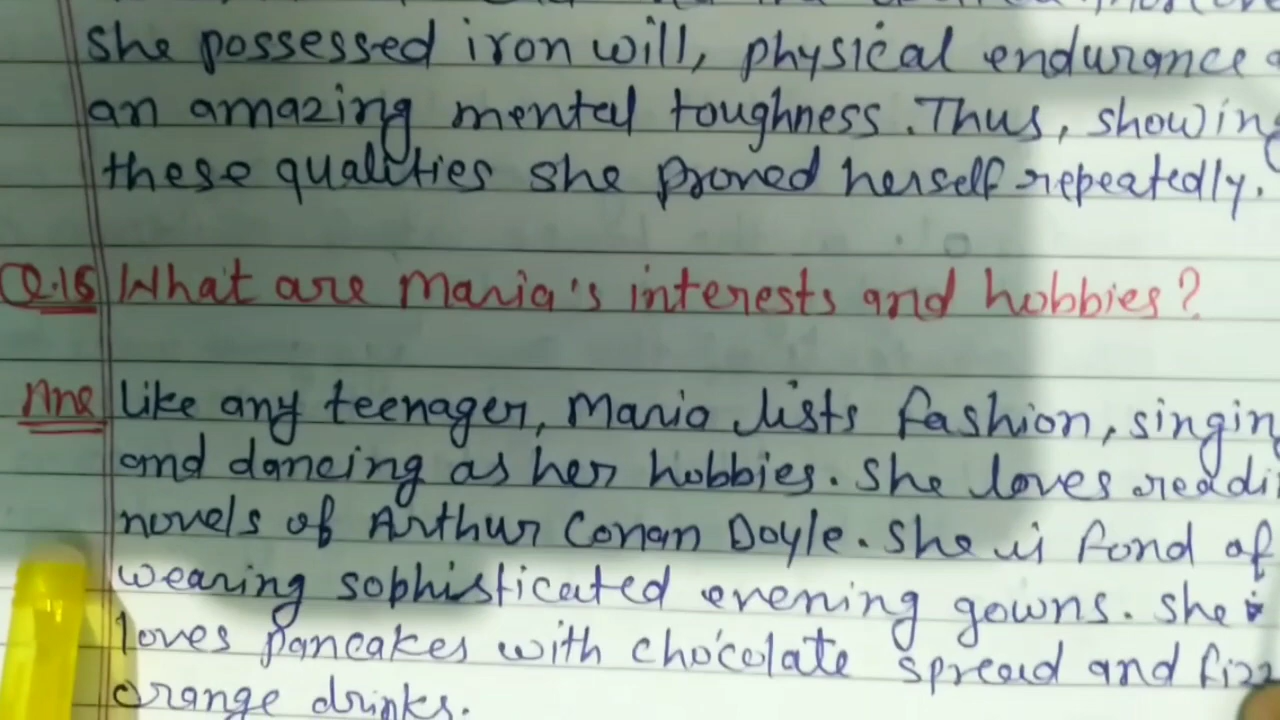 she possessed iron will, physical endurance
an amazing mental toughness. Thus, showing
these qualities she proved herself repeatedly.
Q.15 What are Maria's interests and hobbies?
Ans Like any teenager, Maria lists fashion, singin
and dancing as her hobbies. She loves readi
novels of Arthur Conan Doyle. She is fond of
wearing sophisticated evening gowns. She
loves pancakes with chocolate spread and fizz
orange drinks.